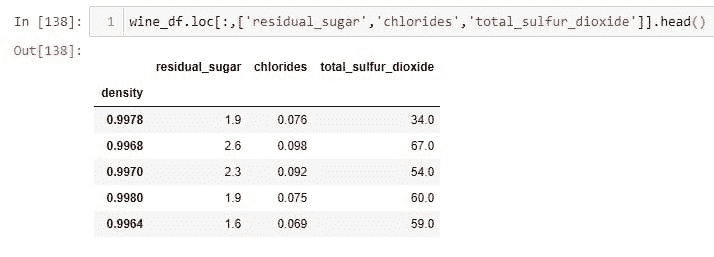 In [138]: 1 wine_df.loc[:,['residual_sugar','chlorides','total_sulfur_dioxide']].head()
Out[138]:
residual_sugar chlorides total_sulfur_dioxide
density
0.9978 1.9 0.076 34.0
0.9968 2.6 0.098 67.0
0.9970 2.3 0.092 54.0
0.9980 1.9 0.075 60.0
0.9964 1.6 0.069 59.0